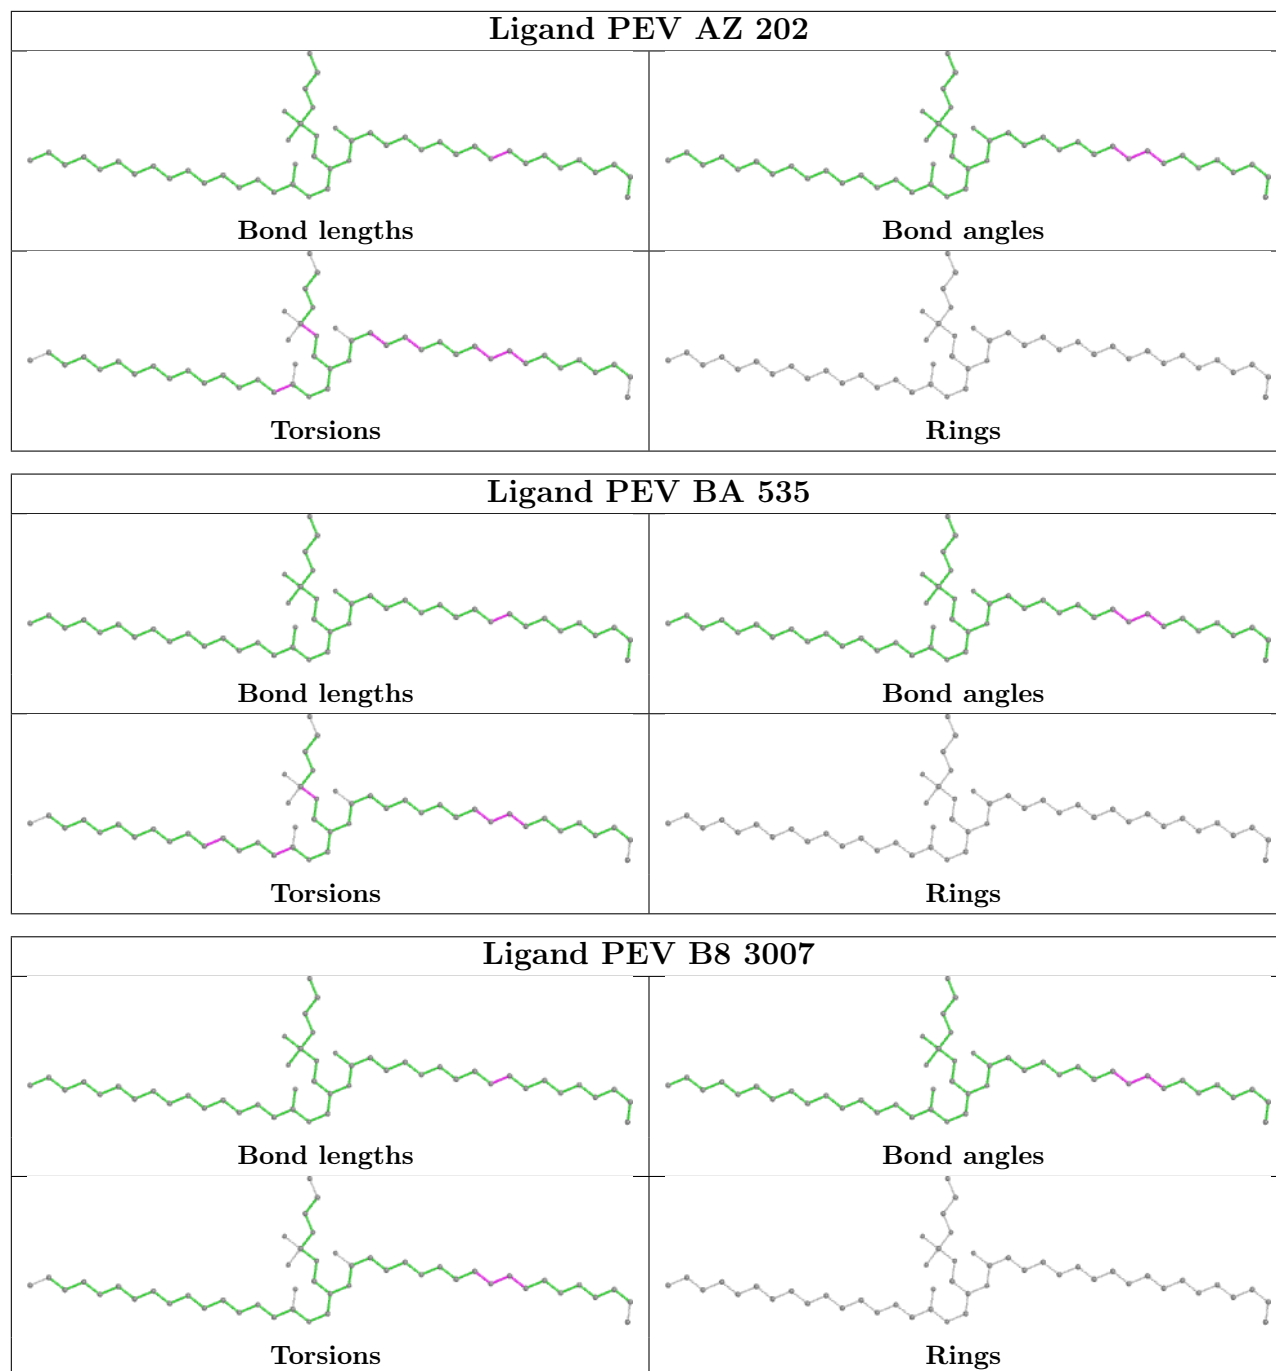 Ligand PEV AZ 202
Bond lengths
Bond angles
Torsions
Rings
Ligand PEV BA 535
Bond lengths
Bond angles
Torsions
Rings
Ligand PEV B8 3007
Bond lengths
Bond angles
Torsions
Rings